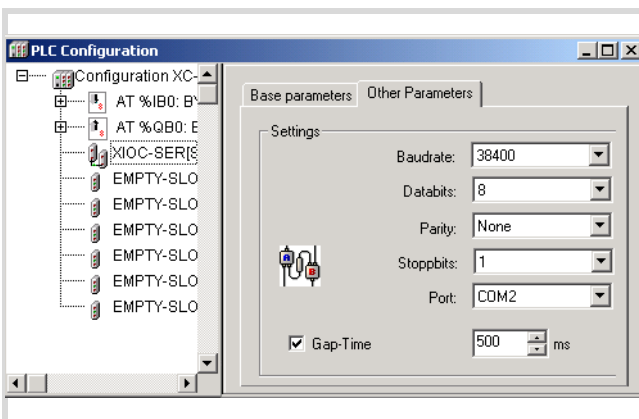 PLC Configuration
Configuration XC-
AT %IB0: BY
AT %QB0: E
XIOC-SER[S
EMPTY-SLO
EMPTY-SLO
EMPTY-SLO
EMPTY-SLO
EMPTY-SLO
EMPTY-SLO
Base parameters Other Parameters
Settings
Baudrate: 38400
Databits: 8
Parity: None
Stoppbits: 1
Port: COM2
Gap-Time 500 ms